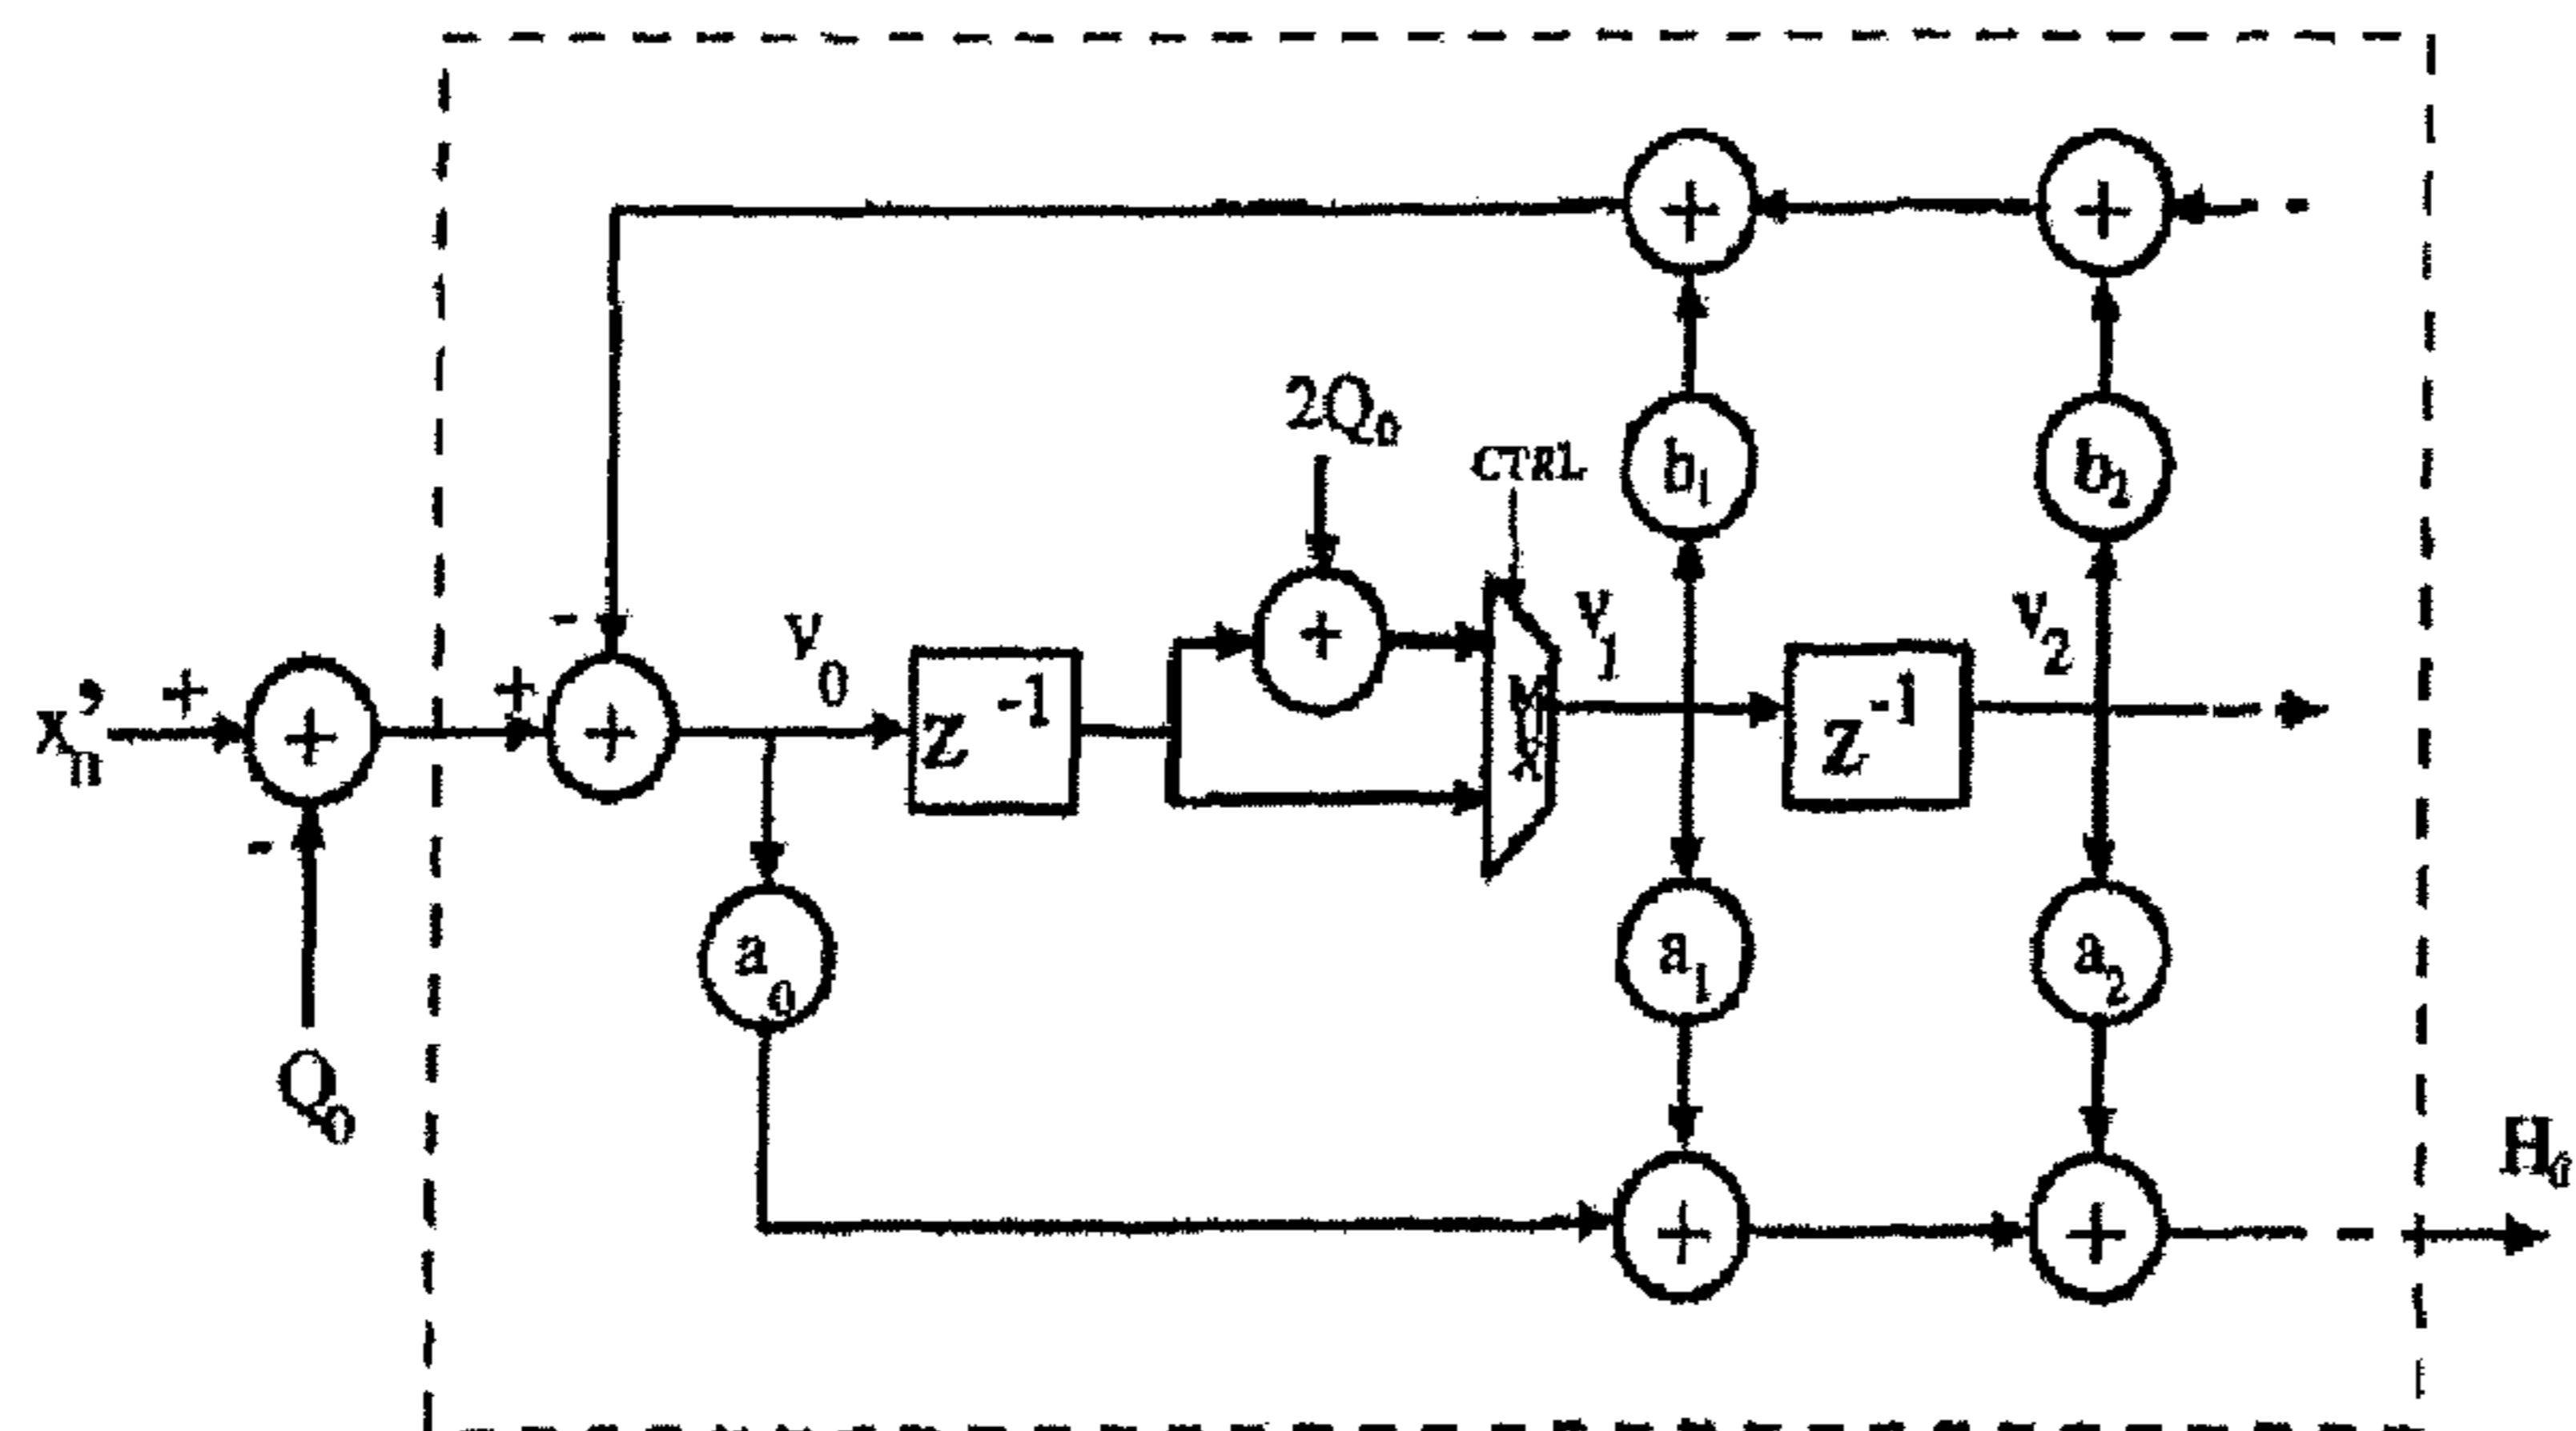 2Q₀
CTRL
b₁
b₂
x'ₙ
+
+
-
+
+
v₀
z⁻¹
+
MUX
v₁
z⁻¹
v₂
+
+
-
Q₀
a₀
a₁
a₂
+
+
H₀